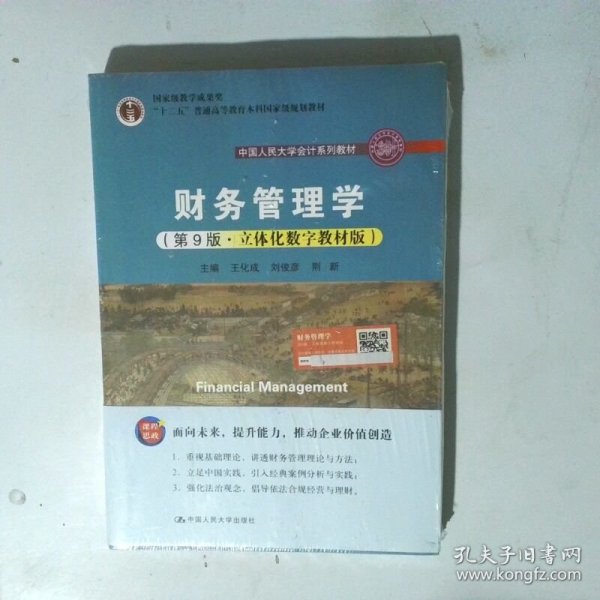 国家级教学成果奖
“十二五”普通高等教育本科国家级规划教材
十二五
中国人民大学会计系列教材
财务管理学
（第9版·立体化数字教材版）
主编 王化成 刘俊彦 荆新
财务管理学
Financial Management
课程
思政
面向未来，提升能力，推动企业价值创造
1．重视基础理论，讲透财务管理理论与方法；
2．立足中国实践，引入经典案例分析与实践；
3．强化法治观念，倡导依法合规经营与理财。
中国人民大学出版社
孔夫子旧书网
www.kongfz.com